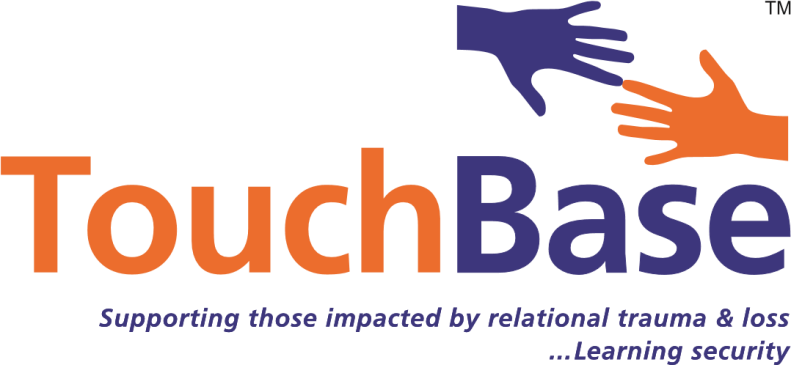 TM
TouchBase
Supporting those impacted by relational trauma & loss
...Learning security